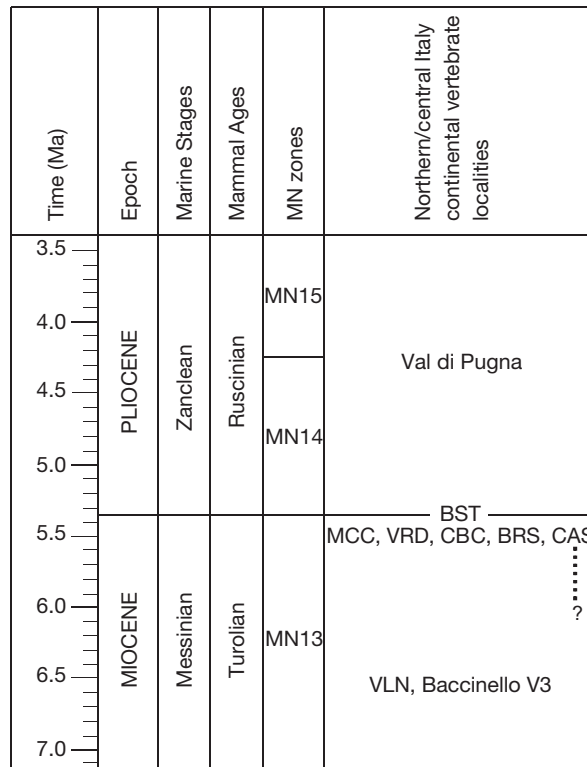 Time (Ma)
Epoch
Marine Stages
Mammal Ages
MN zones
Northern/central Italy
continental vertebrate
localities
3.5
4.0
4.5
5.0
5.5
6.0
6.5
7.0
PLIOCENE
MIOCENE
Zanclean
Messinian
Ruscinian
Turolian
MN15
MN14
MN13
Val di Pugna
BST
MCC, VRD, CBC, BRS, CAS
?
VLN, Baccinello V3